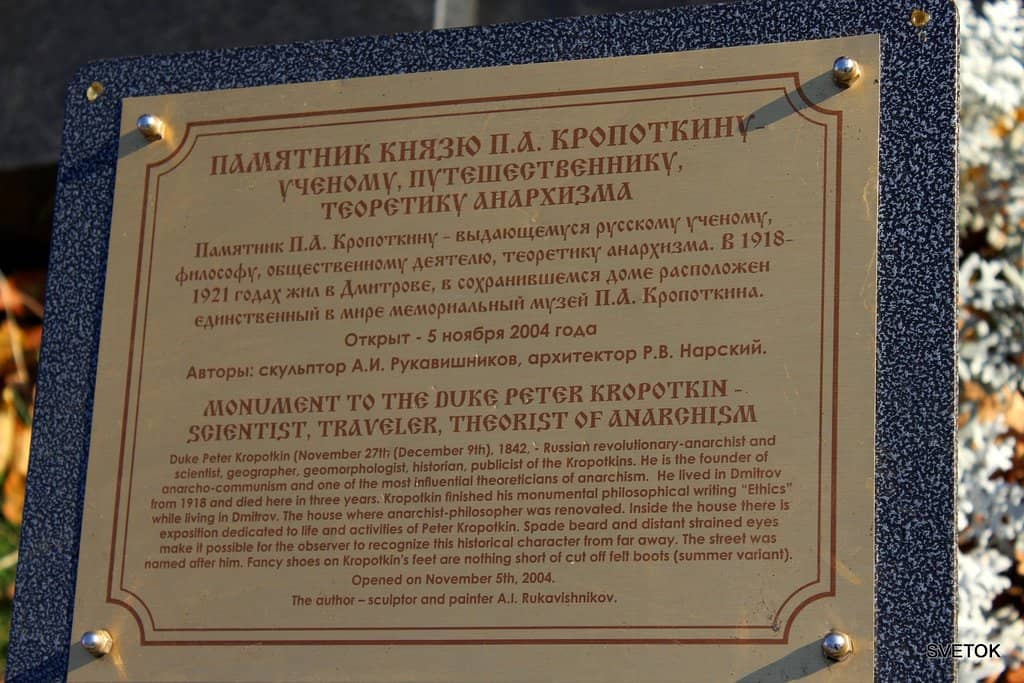 ПАМЯТНИК КНЯЗЮ П.А. КРОПОТКИНУ-
УЧЕНОМУ, ПУТЕШЕСТВЕННИКУ,
ТЕОРЕТИКУ АНАРХИЗМА
Памятник П.А. Кропоткину - выдающемуся русскому ученому,
философу, общественному деятелю, теоретику анархизма. В 1918-
1921 годах жил в Дмитрове, в сохранившемся доме расположен
единственный в мире мемориальный музей П.А. Кропоткина.
Открыт - 5 ноября 2004 года
Авторы: скульптор А.И. Рукавишников, архитектор Р.В. Нарский.
MONUMENT TO THE DUKE PETER KROPOTKIN -
SCIENTIST, TRAVELER, THEORIST OF ANARCHISM
Duke Peter Kropotkin (November 27th (December 9th), 1842, - Russian revolutionary-anarchist and
scientist, geographer, geomorphologist, historian, publicist of the Kropotkins. He is the founder of
anarcho-communism and one of the most influential theoreticians of anarchism. He lived in Dmitrov
from 1918 and died here in three years. Kropotkin finished his monumental philosophical writing "Ethics"
while living in Dmitrov. The house where anarchist-philosopher was renovated. Inside the house there is
exposition dedicated to life and activities of Peter Kropotkin. Spade beard and distant strained eyes
make it possible for the observer to recognize this historical character from far away. The street was
named after him. Fancy shoes on Kropotkin's feet are nothing short of cut off felt boots (summer variant).
Opened on November 5th, 2004.
The author – sculptor and painter A.I. Rukavishnikov.
SVETOK